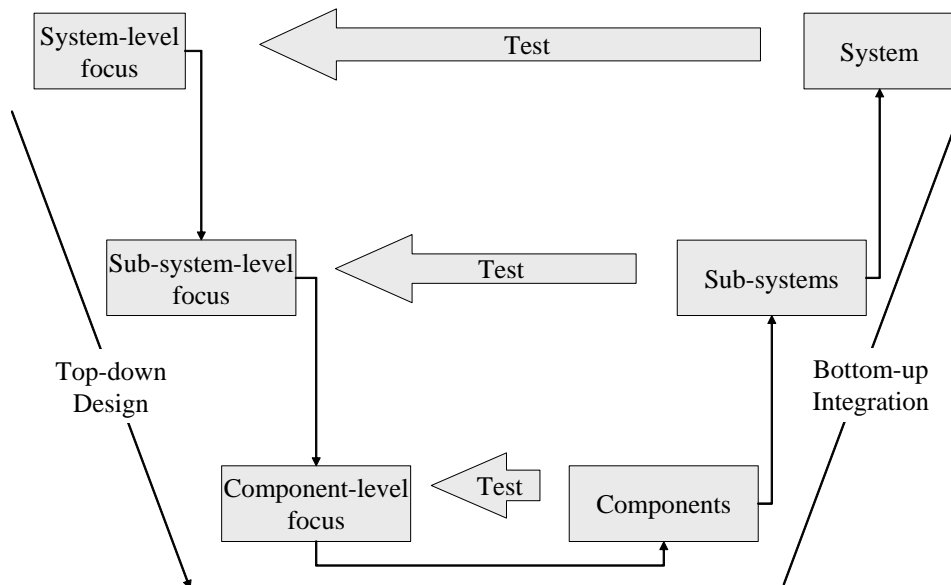 System-level
focus
Test
System
Sub-system-level
focus
Test
Sub-systems
Top-down
Design
Bottom-up
Integration
Component-level
focus
Test
Components